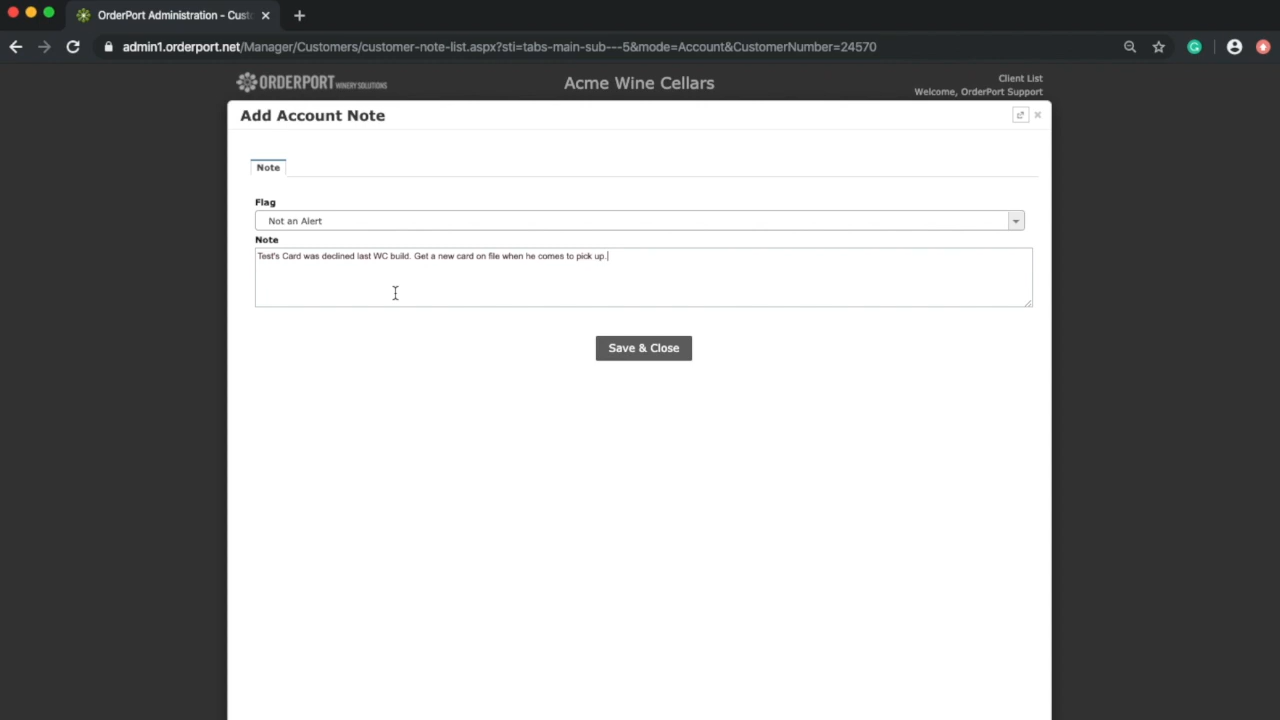 OrderPort Administration - Cust
admin1.orderport.net/Manager/Customers/customer-note-list.aspx?sti=tabs-main-sub---5&mode=Account&CustomerNumber=24570
ORDERPORT WINERY SOLUTIONS
Acme Wine Cellars
Client List
Welcome, OrderPort Support
Add Account Note
Note
Flag
Not an Alert
Note
Test's Card was declined last WC build. Get a new card on file when he comes to pick up.
Save & Close